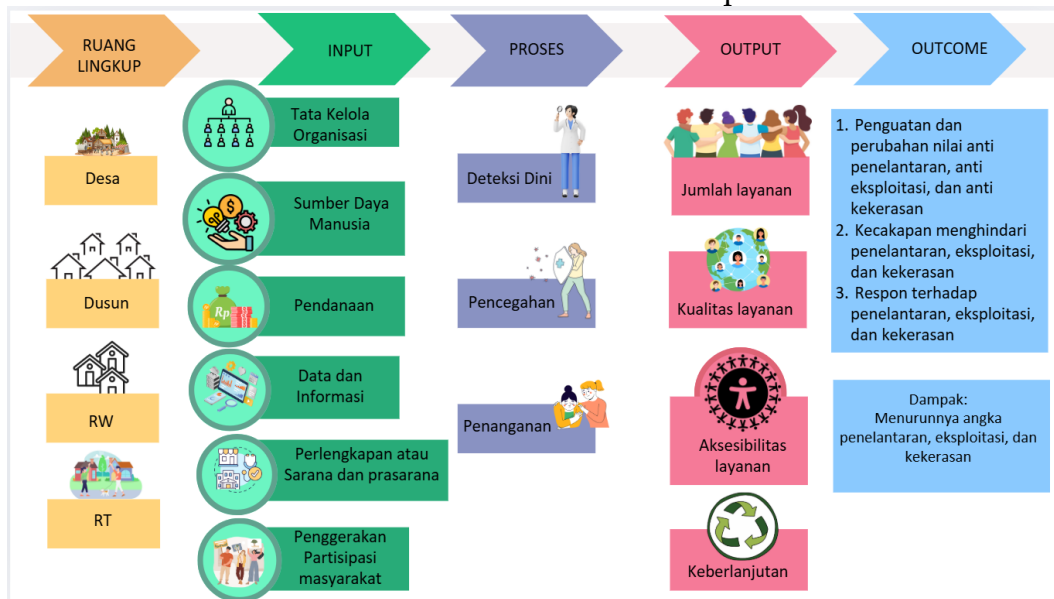 RUANG
LINGKUP
INPUT
PROSES
OUTPUT
OUTCOME
Desa
Dusun
RW
RT
Tata Kelola
Organisasi
Sumber Daya
Manusia
Pendanaan
Rp
Data dan
Informasi
Perlengkapan atau
Sarana dan prasarana
Penggerakan
Partisipasi
masyarakat
Deteksi Dini
Pencegahan
Penanganan
Jumlah layanan
Kualitas layanan
Aksesibilitas
layanan
Keberlanjutan
1. Penguatan dan
perubahan nilai anti
penelantaran, anti
eksploitasi, dan anti
kekerasan
2. Kecakapan menghindari
penelantaran, eksploitasi,
dan kekerasan
3. Respon terhadap
penelantaran, eksploitasi,
dan kekerasan
Dampak:
Menurunnya angka
penelantaran, eksploitasi, dan
kekerasan